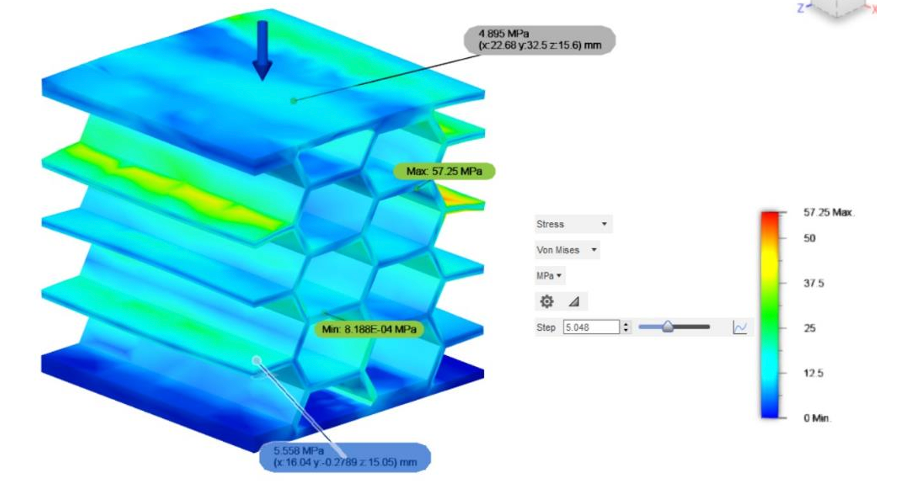 Z
X
4.895 MPa
(x:22.68 y:32.5 z:15.6) mm
Max: 57.25 MPa
Min: 8.188E-04 MPa
5.558 MPa
(x:16.04 y:-0.2789 z:15.05) mm
Stress
Von Mises
MPa
Step 5.048
57.25 Max.
50
37.5
25
12.5
0 Min.